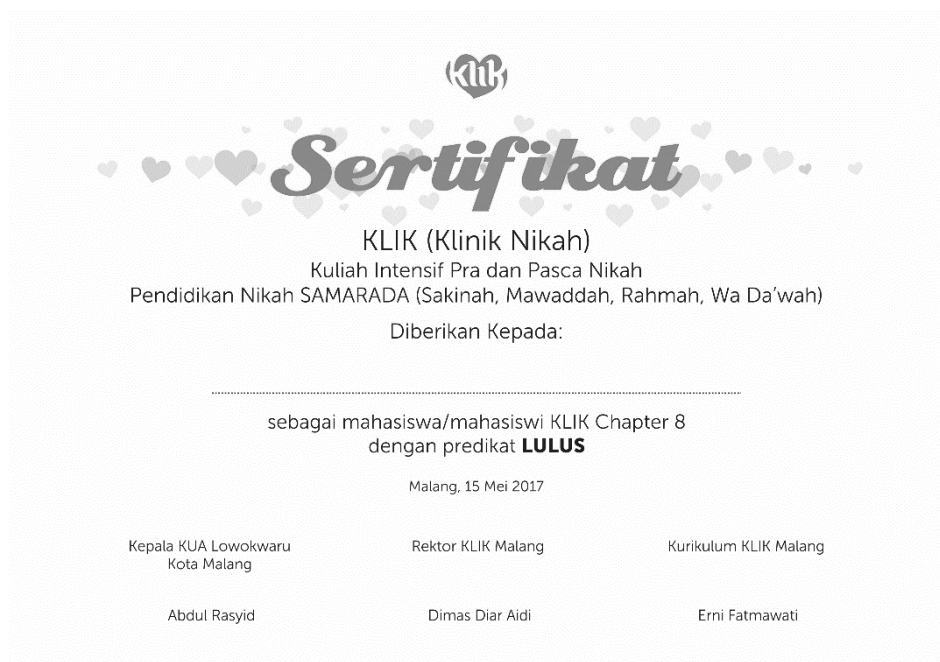 klik
Sertifikat
KLIK (Klinik Nikah)
Kuliah Intensif Pra dan Pasca Nikah
Pendidikan Nikah SAMARADA (Sakinah, Mawaddah, Rahmah, Wa Da'wah)
Diberikan Kepada:
sebagai mahasiswa/mahasiswi KLIK Chapter 8
dengan predikat LULUS
Malang, 15 Mei 2017
Kepala KUA Lowokwaru
Kota Malang
Abdul Rasyid
Rektor KLIK Malang
Dimas Diar Aidi
Kurikulum KLIK Malang
Erni Fatmawati